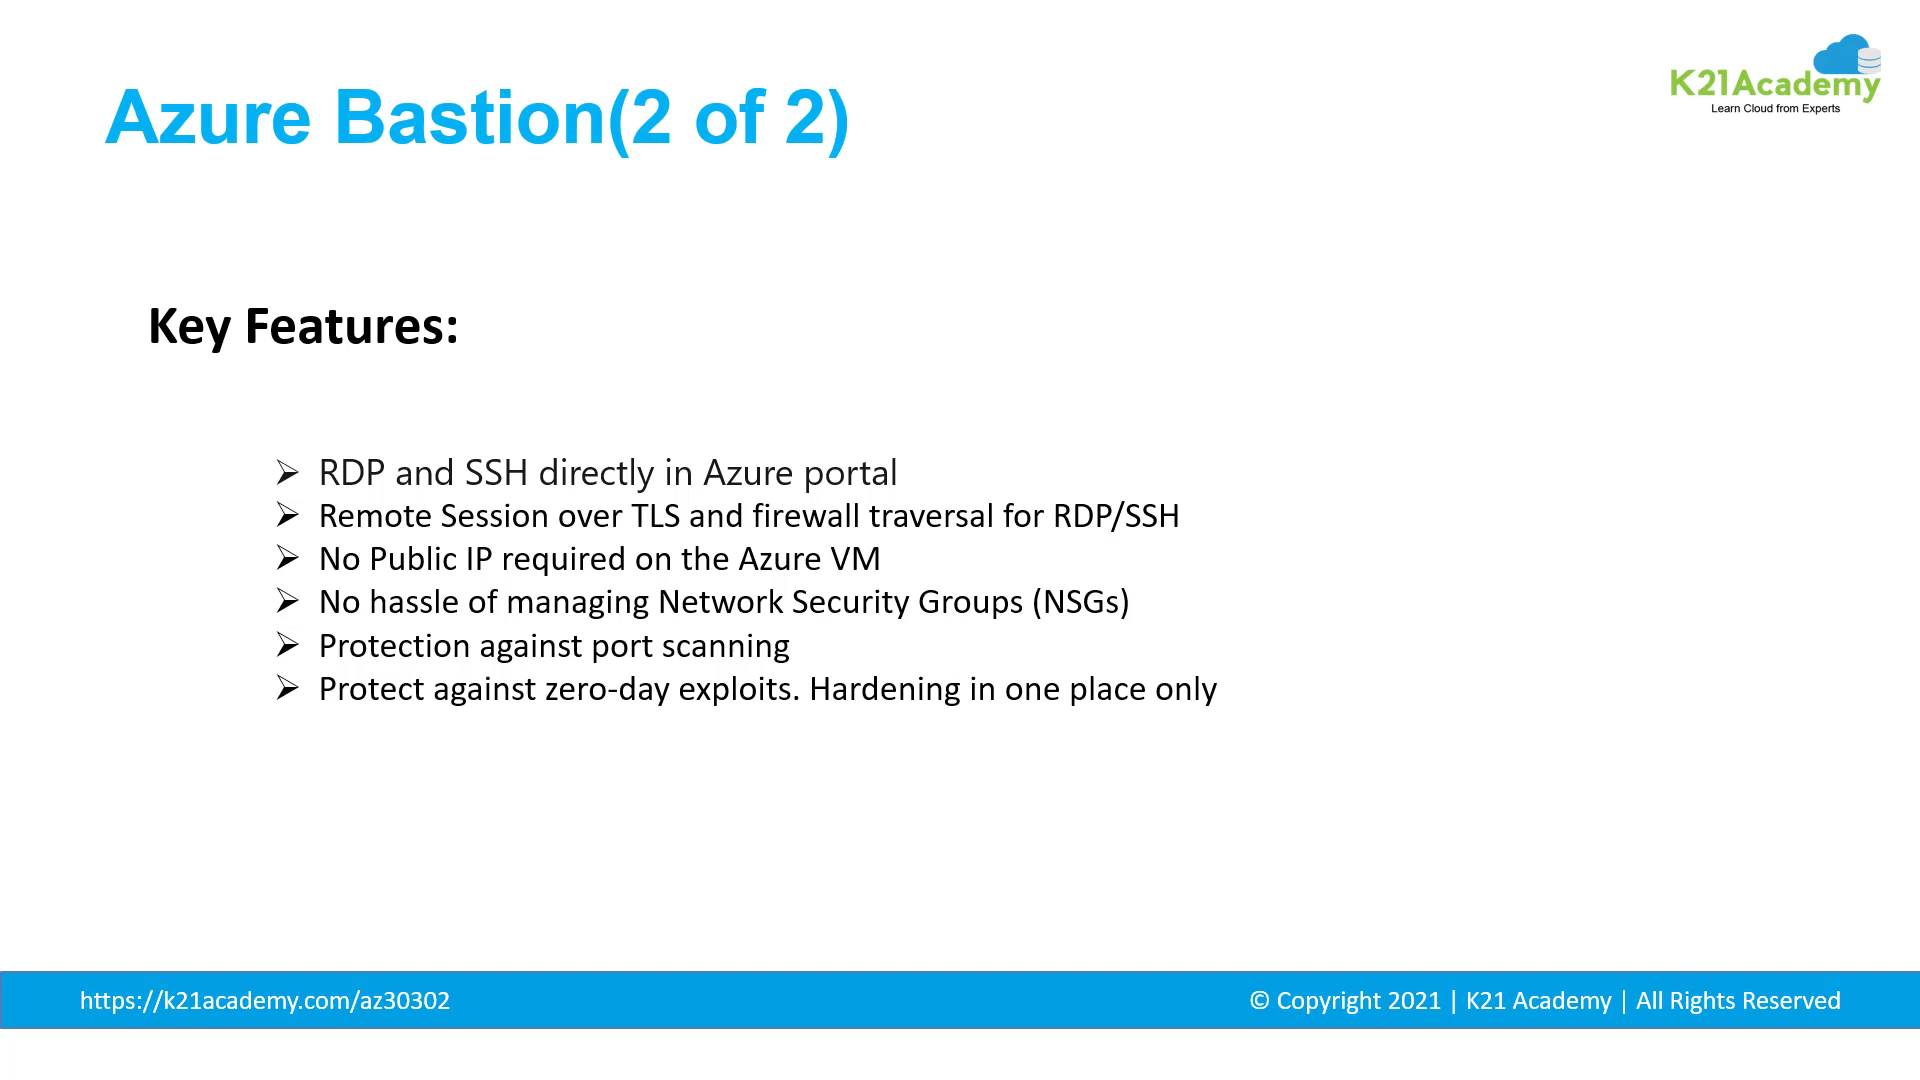 K21Academy
Learn Cloud from Experts
Azure Bastion(2 of 2)
Key Features:
➢ RDP and SSH directly in Azure portal
➢ Remote Session over TLS and firewall traversal for RDP/SSH
➢ No Public IP required on the Azure VM
➢ No hassle of managing Network Security Groups (NSGs)
➢ Protection against port scanning
➢ Protect against zero-day exploits. Hardening in one place only
https://k21academy.com/az30302
© Copyright 2021 | K21 Academy | All Rights Reserved